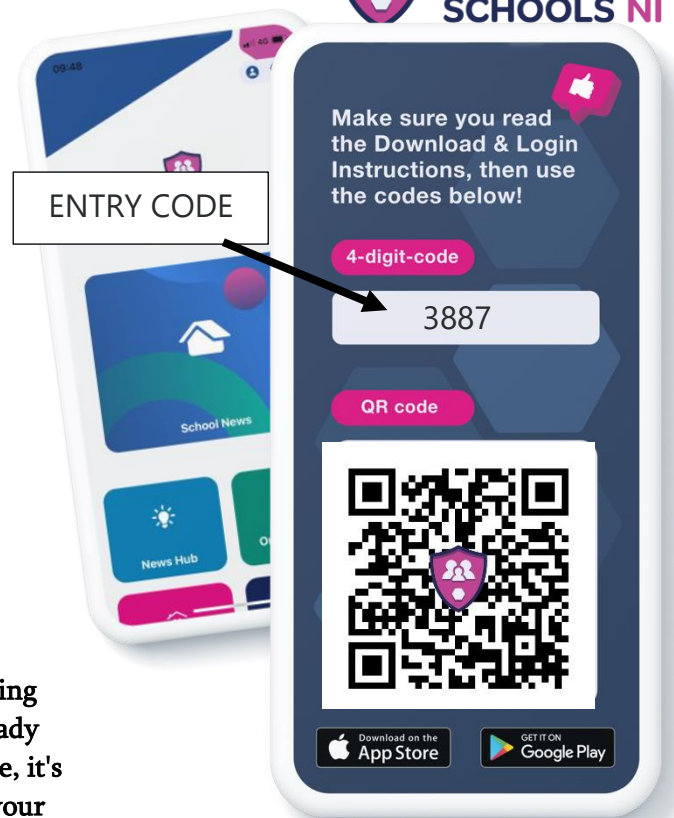 SCHOOLS NI
09:48
4G
ENTRY CODE
School News
News Hub
Make sure you read
the Download & Login
Instructions, then use
the codes below!
4-digit-code
3887
QR code
Download on the
App Store
GET IT ON
Google Play
ing
ady
e, it's
your